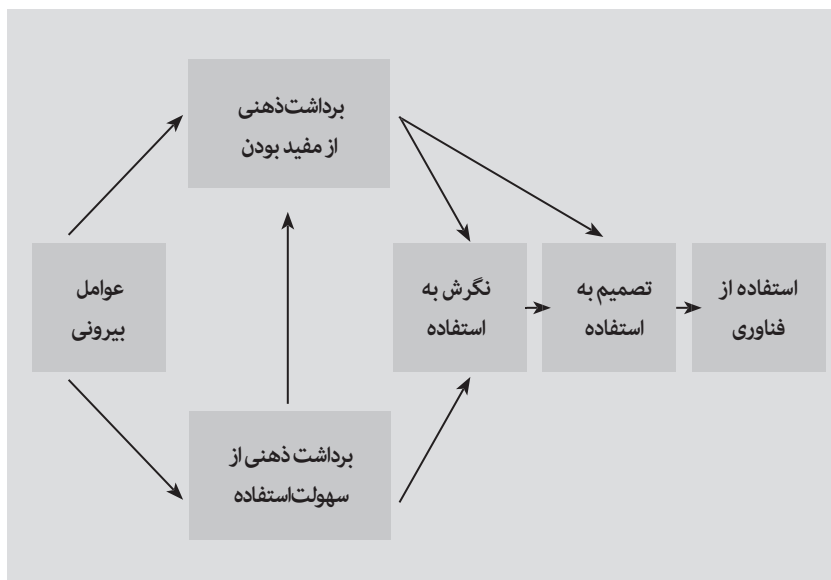 برداشت‌ذهنی
از مفید بودن
عوامل
بیرونی
نگرش به
استفاده
تصمیم به
استفاده
استفاده از
فناوری
برداشت ذهنی از
سهولت‌استفاده